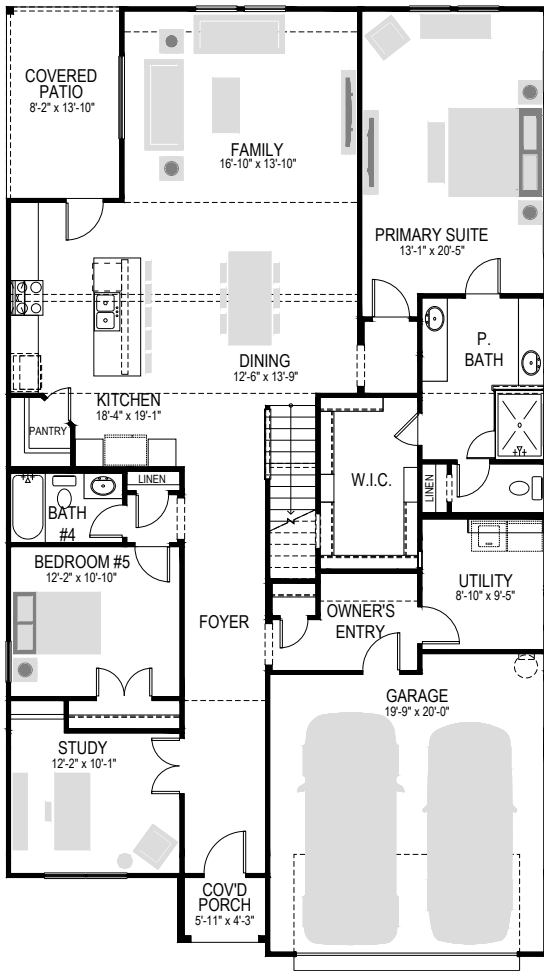 COVERED
PATIO
8'-2" x 13'-10"
FAMILY
16'-10" x 13'-10"
PRIMARY SUITE
13'-1" x 20'-5"
P.
BATH
DINING
12'-6" x 13'-9"
KITCHEN
18'-4" x 19'-1"
PANTRY
W.I.C.
LINEN
LINEN
BATH
#4
BEDROOM #5
12'-2" x 10'-10"
UTILITY
8'-10" x 9'-5"
FOYER
OWNER'S
ENTRY
GARAGE
19'-9" x 20'-0"
STUDY
12'-2" x 10'-1"
COV'D
PORCH
5'-11" x 4'-3"